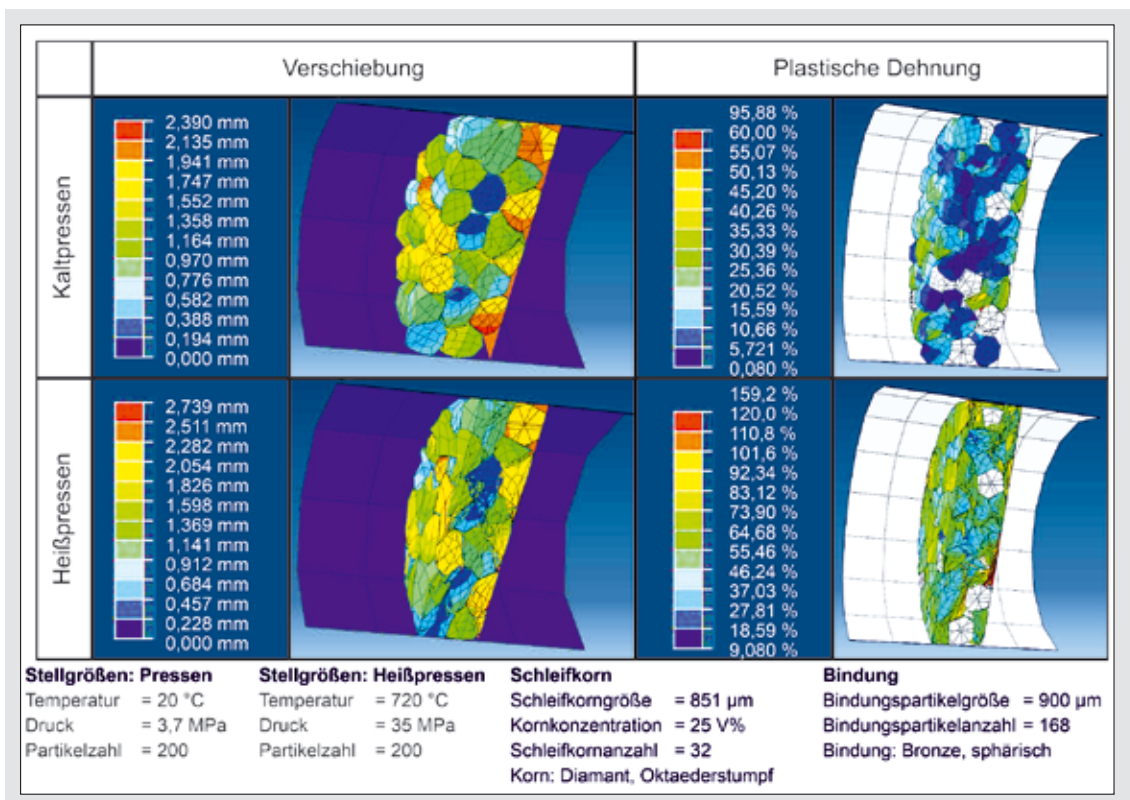 Verschiebung
Plastische Dehnung
Kaltpressen
2,390 mm
2,135 mm
1,941 mm
1,747 mm
1,552 mm
1,358 mm
1,164 mm
0,970 mm
0,776 mm
0,582 mm
0,388 mm
0,194 mm
0,000 mm
95,88 %
60,00 %
55,07 %
50,13 %
45,20 %
40,26 %
35,33 %
30,39 %
25,36 %
20,52 %
15,59 %
10,66 %
5,721 %
0,080 %
Heißpressen
2,739 mm
2,511 mm
2,282 mm
2,054 mm
1,826 mm
1,598 mm
1,369 mm
1,141 mm
0,912 mm
0,684 mm
0,457 mm
0,228 mm
0,000 mm
159,2 %
120,0 %
110,8 %
101,6 %
92,34 %
83,12 %
73,90 %
64,68 %
55,46 %
46,24 %
37,03 %
27,81 %
18,59 %
9,080 %
Stellgrößen: Pressen
Temperatur = 20 °C
Druck = 3,7 MPa
Partikelzahl = 200
Stellgrößen: Heißpressen
Temperatur = 720 °C
Druck = 35 MPa
Partikelzahl = 200
Schleifkorn
Schleifkorngröße = 851 µm
Kornkonzentration = 25 V%
Schleifkornanzahl = 32
Korn: Diamant, Oktaederstumpf
Bindung
Bindungspartikelgröße = 900 µm
Bindungspartikelanzahl = 168
Bindung: Bronze, sphärisch